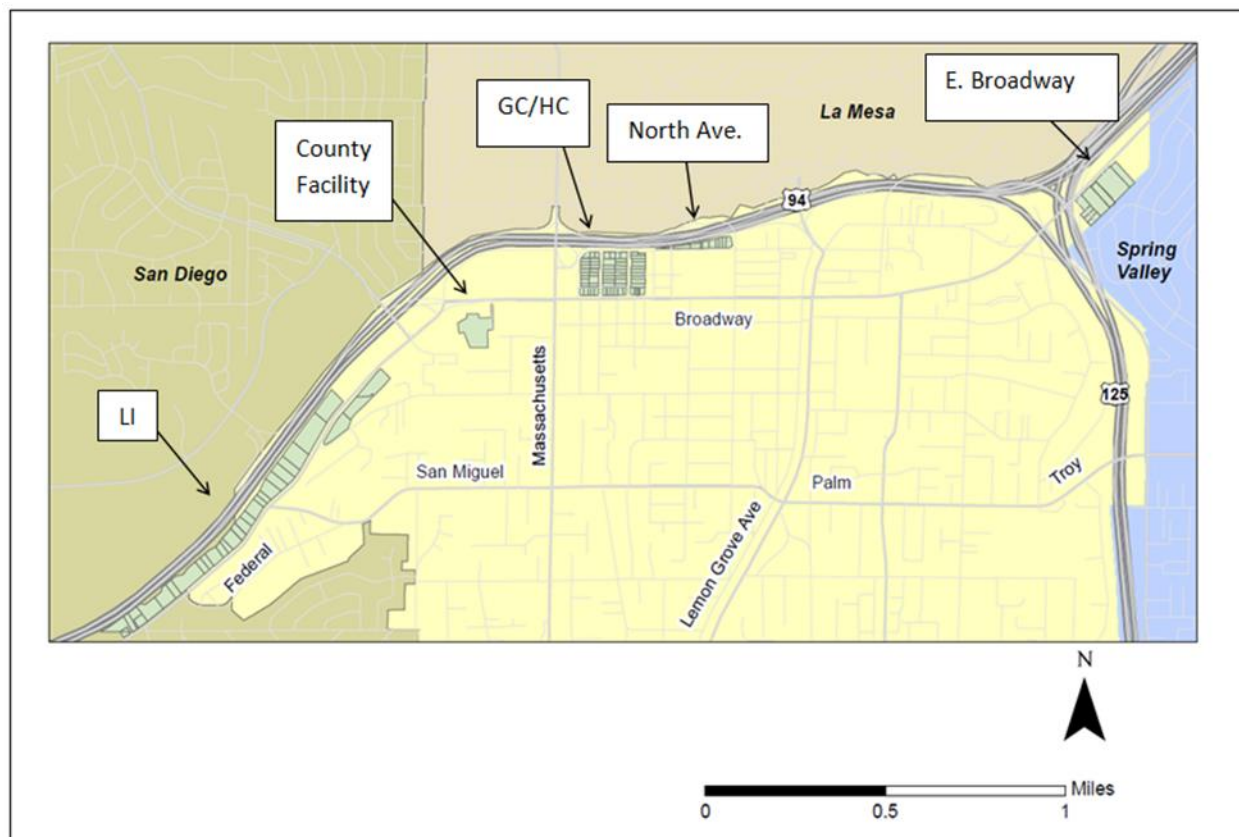 E. Broadway
GC/HC
La Mesa
North Ave.
County
Facility
94
San Diego
Spring
Valley
Broadway
Massachusetts
125
LI
San Miguel
Palm
Troy
Lemon Grove Ave
Federal
N
Miles
0 0.5 1